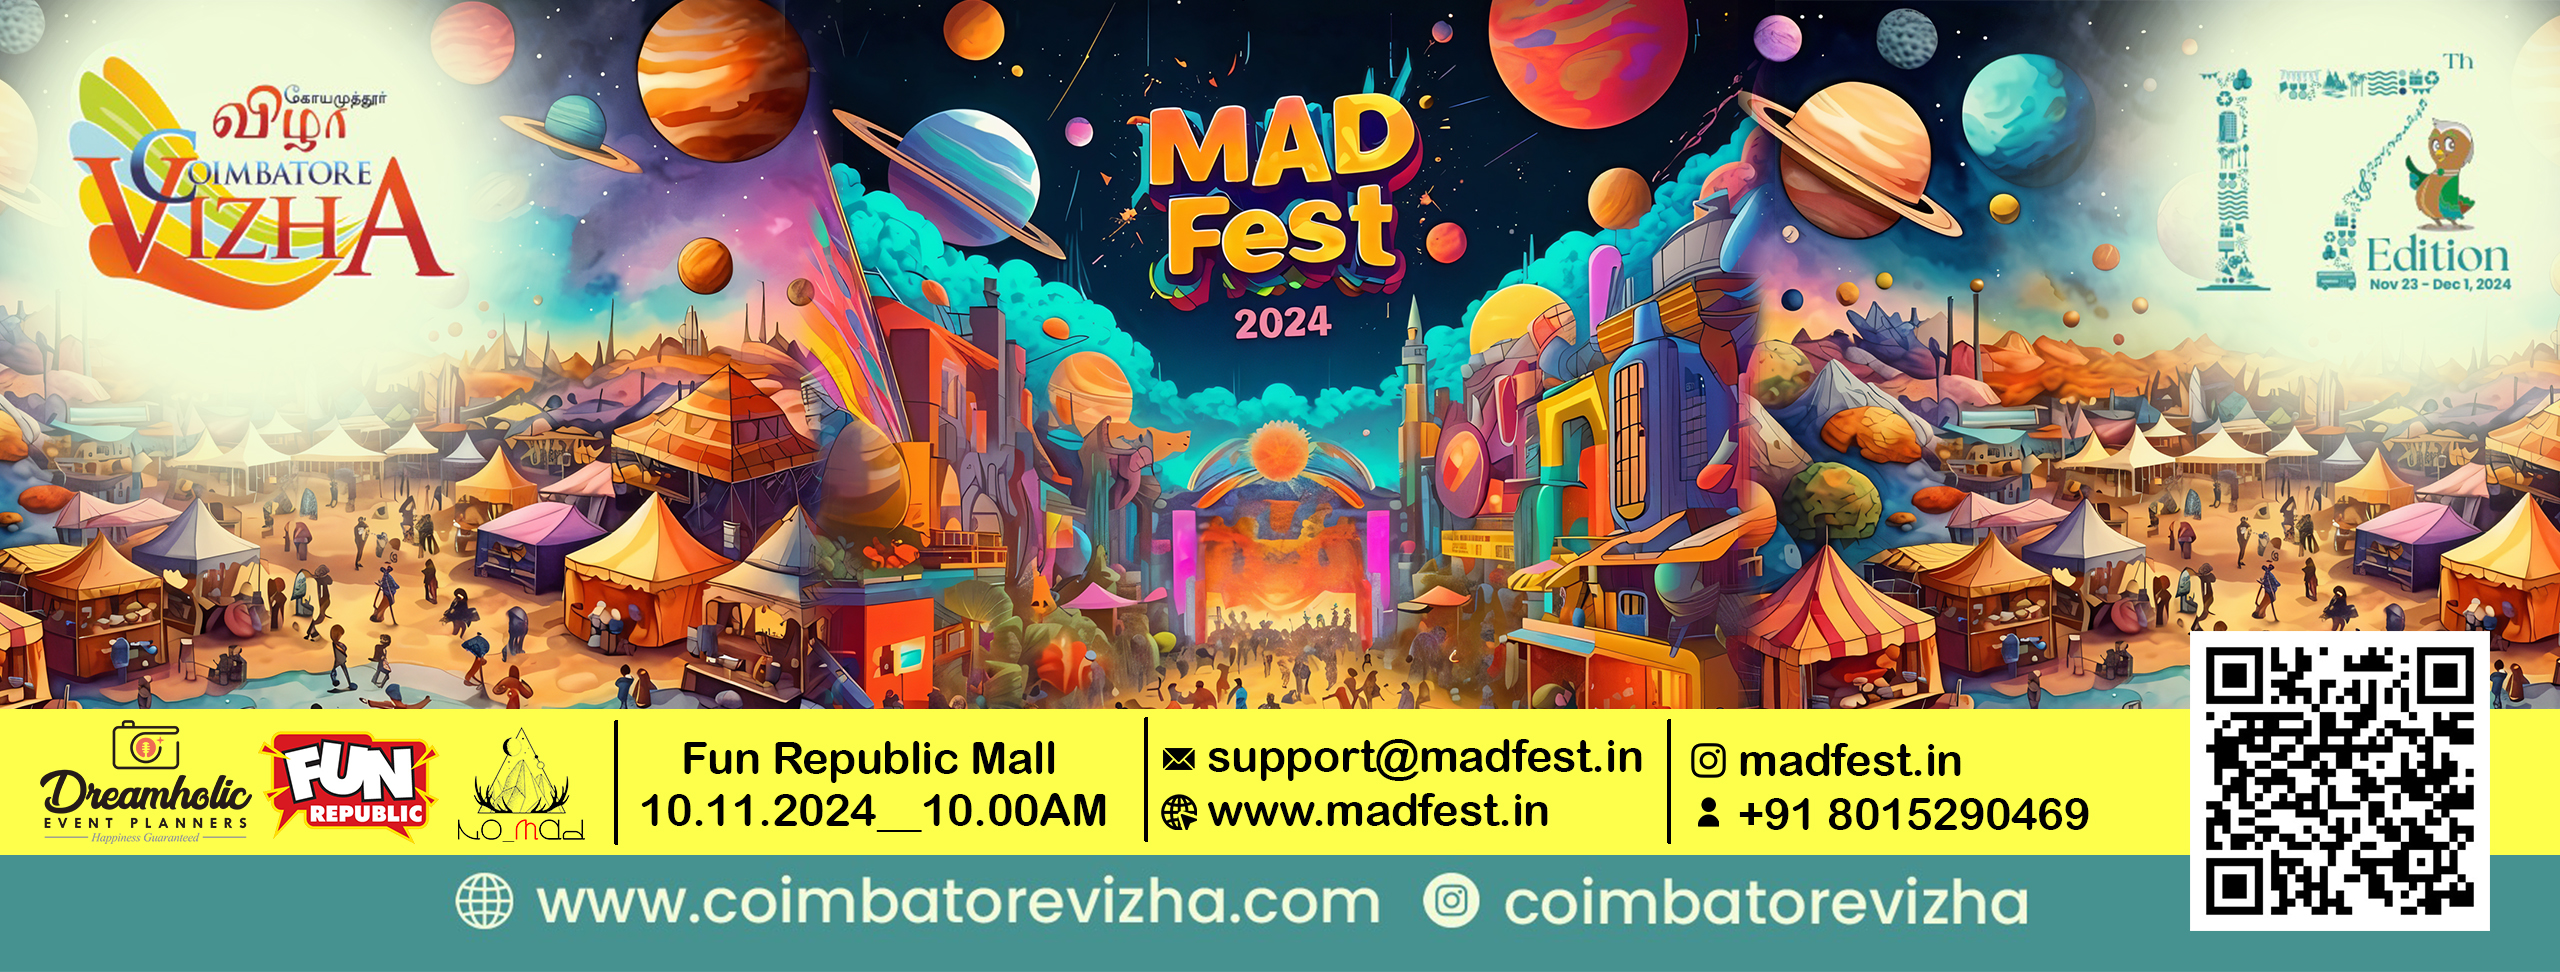 கோயமுத்தூர்
விழா
COIMBATORE
VIZHA
MAD
Fest
2024
17Th
Edition
Nov 23 - Dec 1, 2024
Dreamholic
EVENT PLANNERS
Happiness Guaranteed
FUN
REPUBLIC
NO_MAD
Fun Republic Mall
10.11.2024__10.00AM
support@madfest.in
www.madfest.in
madfest.in
+91 8015290469
www.coimbatorevizha.com
coimbatorevizha